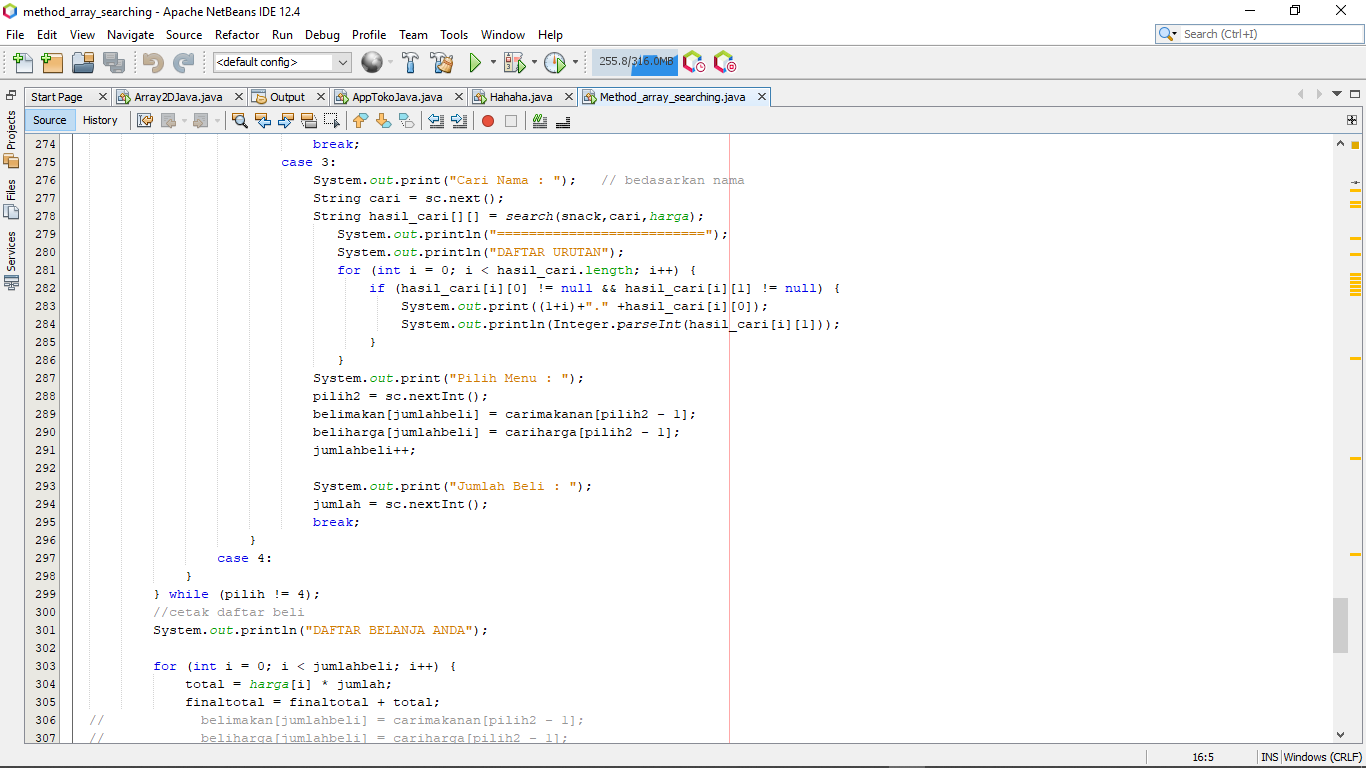 method_array_searching - Apache NetBeans IDE 12.4
File Edit View Navigate Source Refactor Run Debug Profile Team Tools Window Help
Search (Ctrl+I)
<default config>
255.8/316.0MB
Start Page
Array2DJava.java
Output
AppTokoJava.java
Hahaha.java
Method_array_searching.java
Source History
Projects
Files
Services
274 break;
275 case 3:
276 System.out.print("Cari Nama : "); // bedasarkan nama
277 String cari = sc.next();
278 String hasil_cari[][] = search(snack,cari,harga);
279 System.out.println("==========================");
280 System.out.println("DAFTAR URUTAN");
281 for (int i = 0; i < hasil_cari.length; i++) {
282 if (hasil_cari[i][0] != null && hasil_cari[i][1] != null) {
283 System.out.print((1+i)+"." +hasil_cari[i][0]);
284 System.out.println(Integer.parseInt(hasil_cari[i][1]));
285 }
286 }
287 System.out.print("Pilih Menu : ");
288 pilih2 = sc.nextInt();
289 belimakan[jumlahbeli] = carimakanan[pilih2 - 1];
290 beliharga[jumlahbeli] = cariharga[pilih2 - 1];
291 jumlahbeli++;
292
293 System.out.print("Jumlah Beli : ");
294 jumlah = sc.nextInt();
295 break;
296 }
297 case 4:
298 }
299 } while (pilih != 4);
300 //cetak daftar beli
301 System.out.println("DAFTAR BELANJA ANDA");
302
303 for (int i = 0; i < jumlahbeli; i++) {
304 total = harga[i] * jumlah;
305 finaltotal = finaltotal + total;
306 // belimakan[jumlahbeli] = carimakanan[pilih2 - 1];
307 // beliharga[jumlahbeli] = cariharga[pilih2 - 1];
16:5 INS Windows (CRLF)